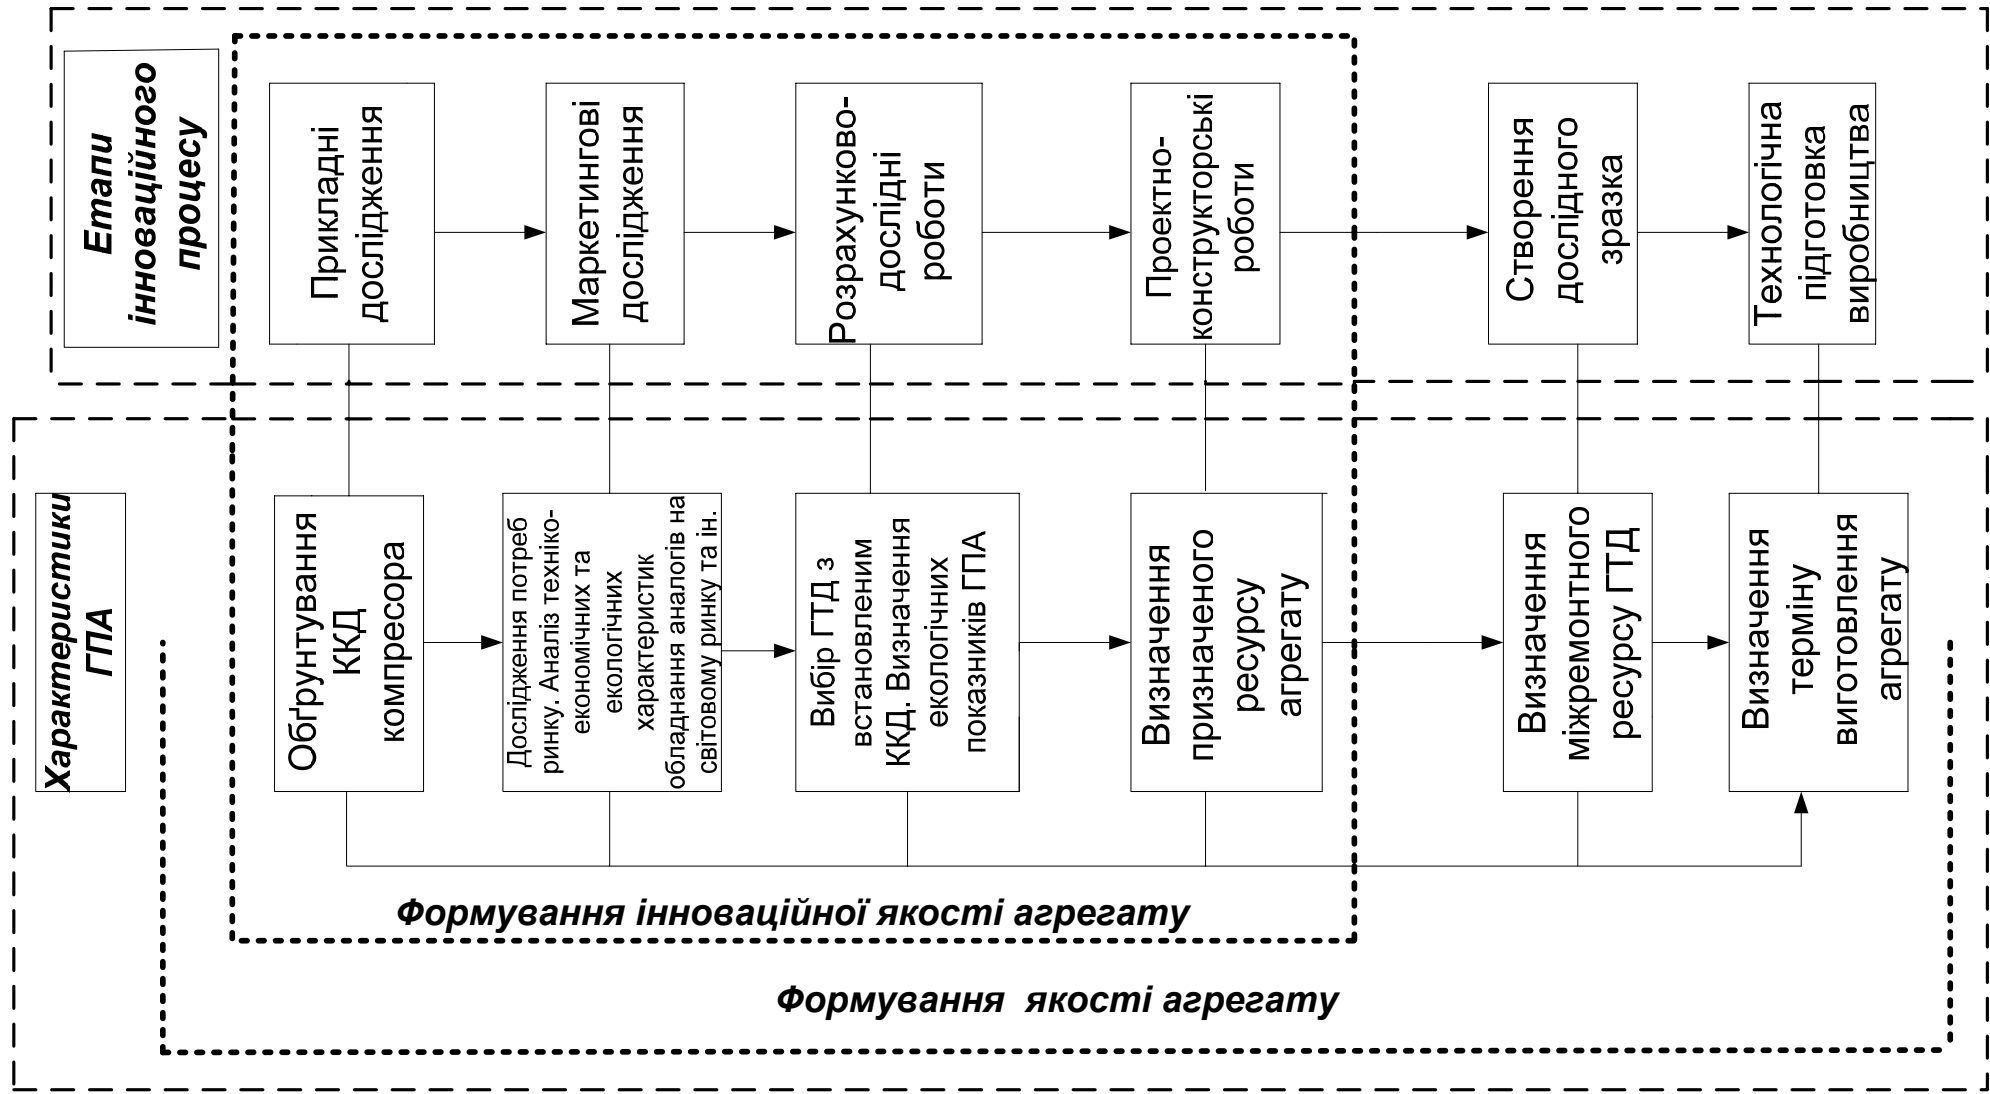 Етапи
інноваційного
процесу
Прикладні
дослідження
Маркетингові
дослідження
Розрахунково-
дослідні
роботи
Проектно-
конструкторські
роботи
Створення
дослідного
зразка
Технологічна
підготовка
виробництва
Характеристики
ГПА
Обґрунтування
ККД
компресора
Дослідження потреб
ринку. Аналіз техніко-
економічних та
екологічних
характеристик
обладнання аналогів на
світовому ринку та ін.
Вибір ГТД з
встановленим
ККД. Визначення
екологічних
показників ГПА
Визначення
призначеного
ресурсу
агрегату
Визначення
міжремонтного
ресурсу ГТД
Визначення
терміну
виготовлення
агрегату
Формування інноваційної якості агрегату
Формування якості агрегату